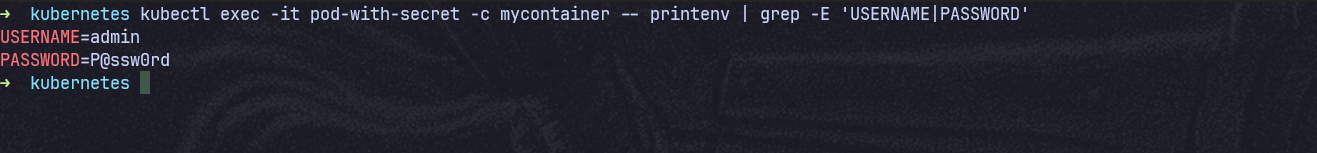 ➜  kubernetes kubectl exec -it pod-with-secret -c mycontainer -- printenv | grep -E 'USERNAME|PASSWORD'
USERNAME=admin
PASSWORD=P@ssw0rd
➜  kubernetes